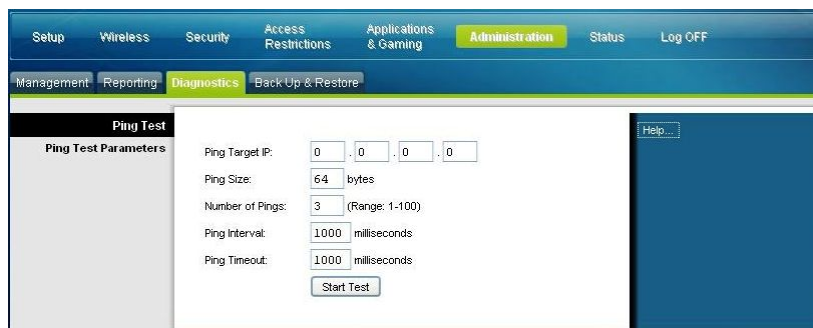 Setup Wireless Security Access Restrictions Applications & Gaming Administration Status Log OFF
Management Reporting Diagnostics Back Up & Restore
Ping Test
Help...
Ping Test Parameters
Ping Target IP: 0 . 0 . 0 . 0
Ping Size: 64 bytes
Number of Pings: 3 (Range: 1-100)
Ping Interval: 1000 milliseconds
Ping Timeout: 1000 milliseconds
Start Test